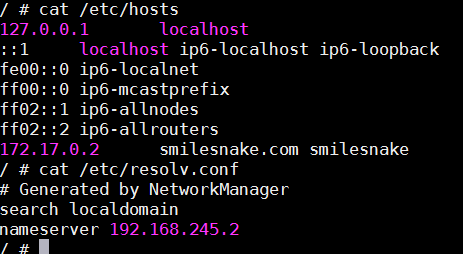 / # cat /etc/hosts
127.0.0.1 localhost
::1 localhost ip6-localhost ip6-loopback
fe00::0 ip6-localnet
ff00::0 ip6-mcastprefix
ff02::1 ip6-allnodes
ff02::2 ip6-allrouters
172.17.0.2 smilesnake.com smilesnake
/ # cat /etc/resolv.conf
# Generated by NetworkManager
search localdomain
nameserver 192.168.245.2
/ #